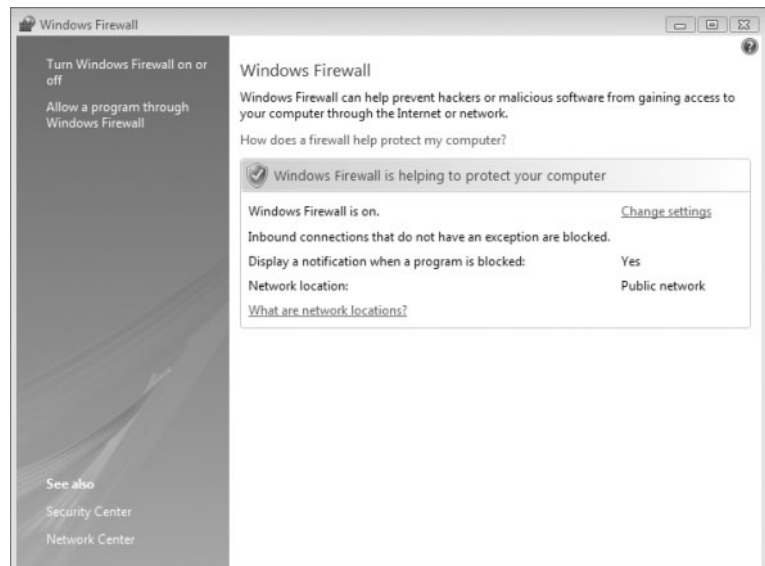 Windows Firewall
Turn Windows Firewall on or
off
Allow a program through
Windows Firewall
See also
Security Center
Network Center
Windows Firewall
Windows Firewall can help prevent hackers or malicious software from gaining access to
your computer through the Internet or network.
How does a firewall help protect my computer?
Windows Firewall is helping to protect your computer
Windows Firewall is on. Change settings
Inbound connections that do not have an exception are blocked.
Display a notification when a program is blocked: Yes
Network location: Public network
What are network locations?